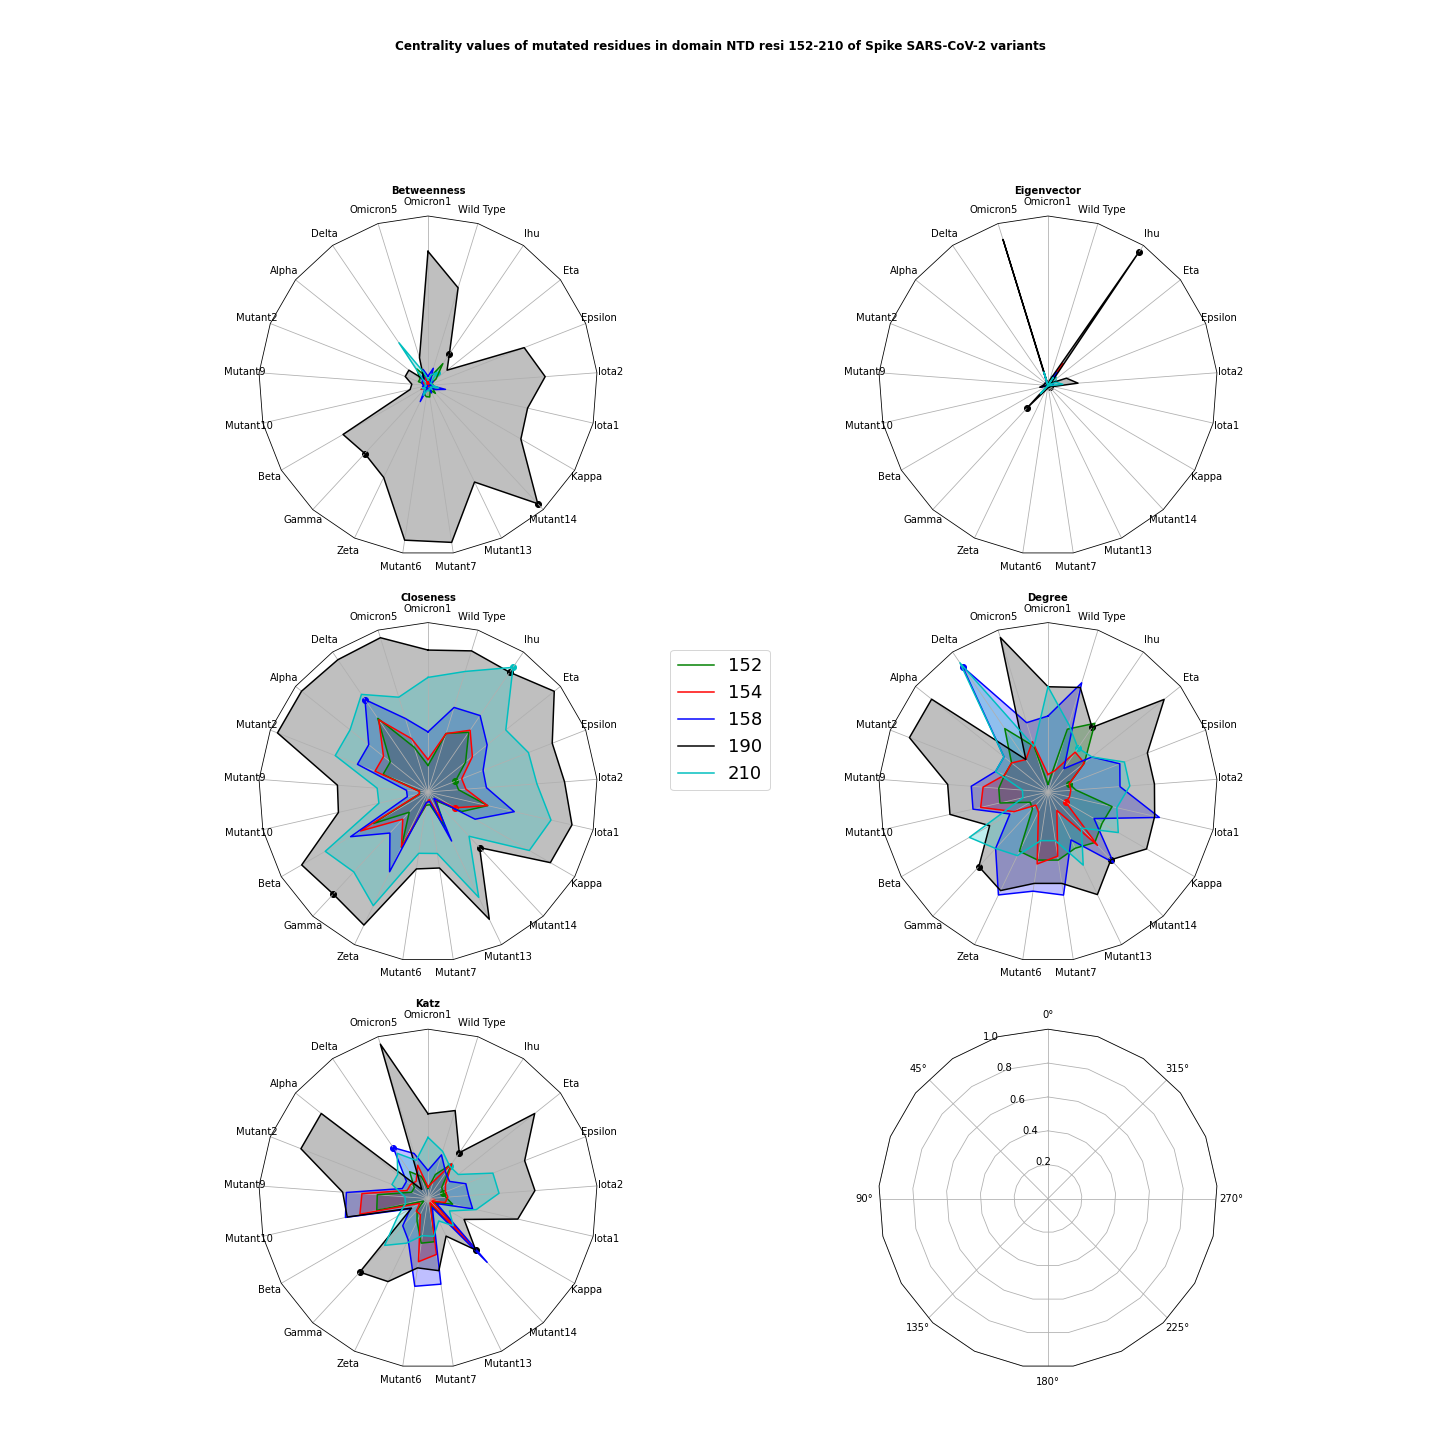 Centrality values of mutated residues in domain NTD resi 152-210 of Spike SARS-CoV-2 variants
Betweenness
Omicron1
Omicron5
Wild Type
Delta
Ihu
Alpha
Eta
Mutant2
Epsilon
Mutant9
Iota2
Mutant10
Iota1
Beta
Kappa
Gamma
Mutant14
Zeta
Mutant13
Mutant6
Mutant7
Eigenvector
Omicron1
Omicron5
Wild Type
Delta
Ihu
Alpha
Eta
Mutant2
Epsilon
Mutant9
Iota2
Mutant10
Iota1
Beta
Kappa
Gamma
Mutant14
Zeta
Mutant13
Mutant6
Mutant7
Closeness
Omicron1
Omicron5
Wild Type
Delta
Ihu
Alpha
Eta
Mutant2
Epsilon
Mutant9
Iota2
Mutant10
Iota1
Beta
Kappa
Gamma
Mutant14
Zeta
Mutant13
Mutant6
Mutant7
152
154
158
190
210
Degree
Omicron1
Omicron5
Wild Type
Delta
Ihu
Alpha
Eta
Mutant2
Epsilon
Mutant9
Iota2
Mutant10
Iota1
Beta
Kappa
Gamma
Mutant14
Zeta
Mutant13
Mutant6
Mutant7
Katz
Omicron1
Omicron5
Wild Type
Delta
Ihu
Alpha
Eta
Mutant2
Epsilon
Mutant9
Iota2
Mutant10
Iota1
Beta
Kappa
Gamma
Mutant14
Zeta
Mutant13
Mutant6
Mutant7
0°
1.0
45°
0.8
315°
0.6
0.4
0.2
90°
270°
135°
225°
180°